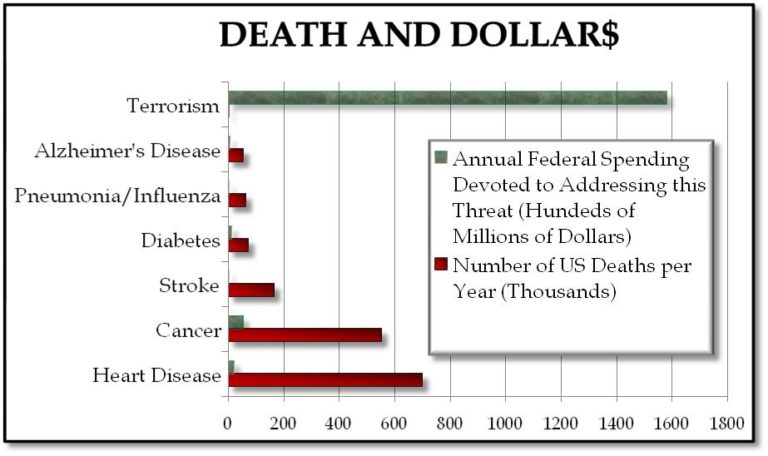 DEATH AND DOLLAR$
Terrorism
Alzheimer's Disease
Pneumonia/Influenza
Diabetes
Stroke
Cancer
Heart Disease
Annual Federal Spending
Devoted to Addressing this
Threat (Hundeds of
Millions of Dollars)
Number of US Deaths per
Year (Thousands)
0 200 400 600 800 1000 1200 1400 1600 1800